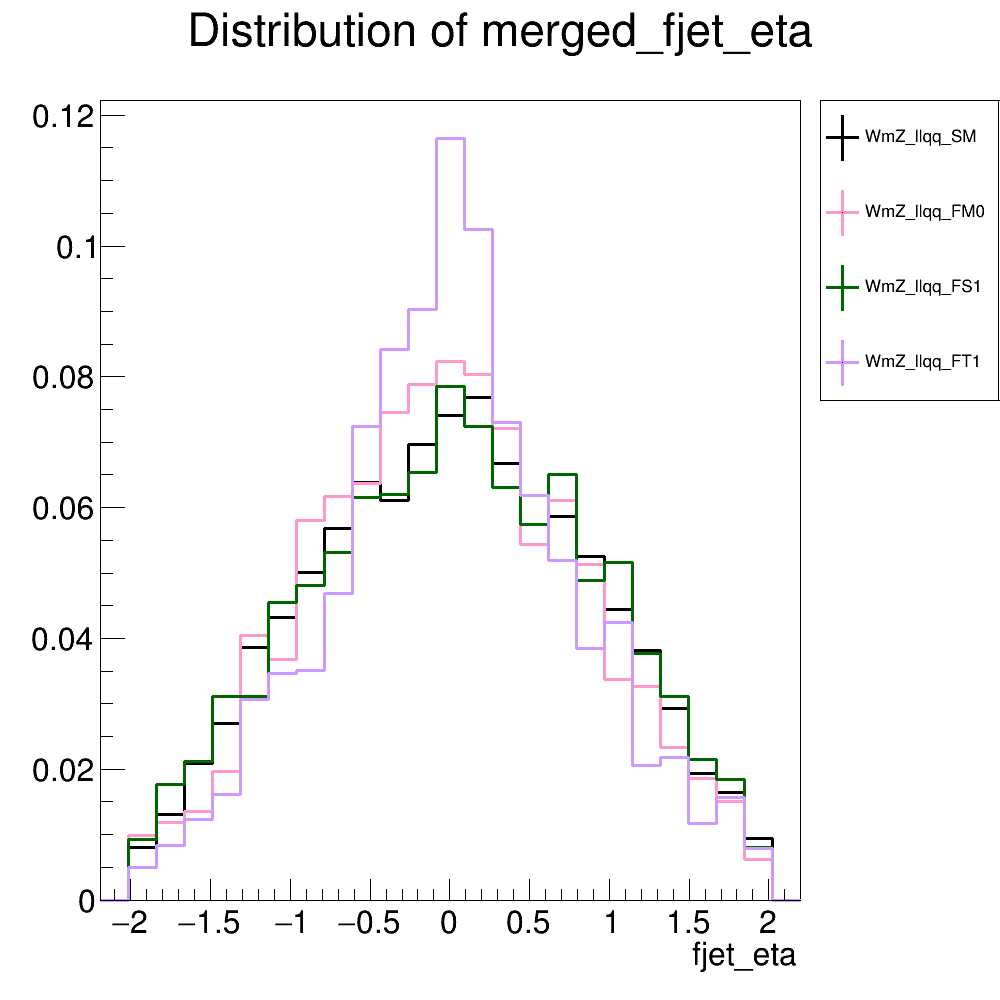 Distribution of merged_fjet_eta
0.12
0.1
0.08
0.06
0.04
0.02
0
−2 −1.5 −1 −0.5 0 0.5 1 1.5 2
fjet_eta
WmZ_llqq_SM
WmZ_llqq_FM0
WmZ_llqq_FS1
WmZ_llqq_FT1